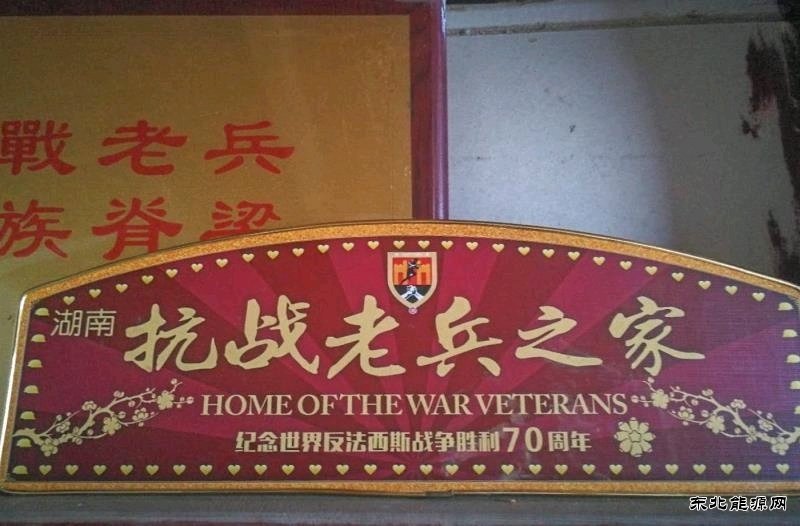 戰老兵
族脊梁
湖南 抗战老兵之家
HOME OF THE WAR VETERANS
纪念世界反法西斯战争胜利70周年
东北能源网